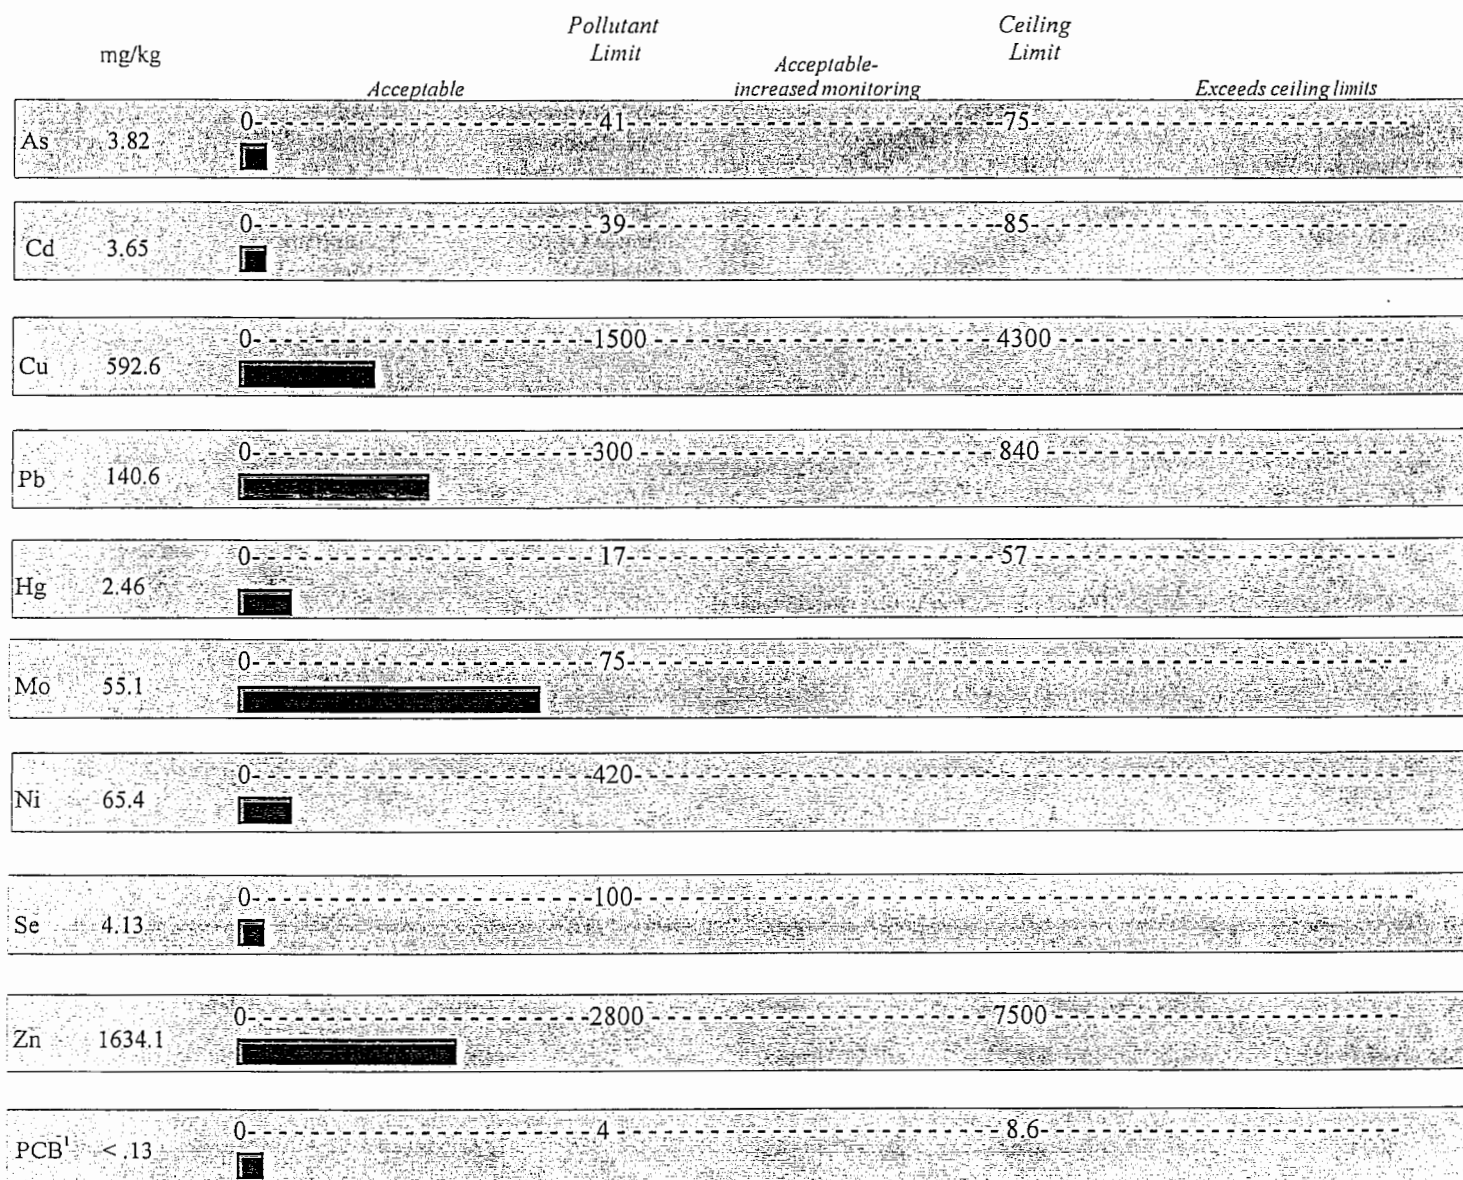 Pollutant Limit
Ceiling Limit
mg/kg
Acceptable
Acceptable-
increased monitoring
Exceeds ceiling limits
As 3.82 0 41 75
Cd 3.65 0 39 85
Cu 592.6 0 1500 4300
Pb 140.6 0 300 840
Hg 2.46 0 17 57
Mo 55.1 0 75
Ni 65.4 0 420
Se 4.13 0 100
Zn 1634.1 0 2800 7500
PCB¹ < .13 0 4 8.6